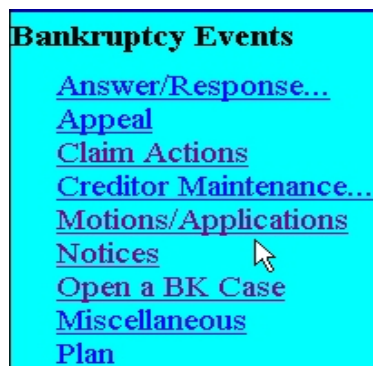 Bankruptcy Events
Answer/Response...
Appeal
Claim Actions
Creditor Maintenance...
Motions/Applications
Notices
Open a BK Case
Miscellaneous
Plan